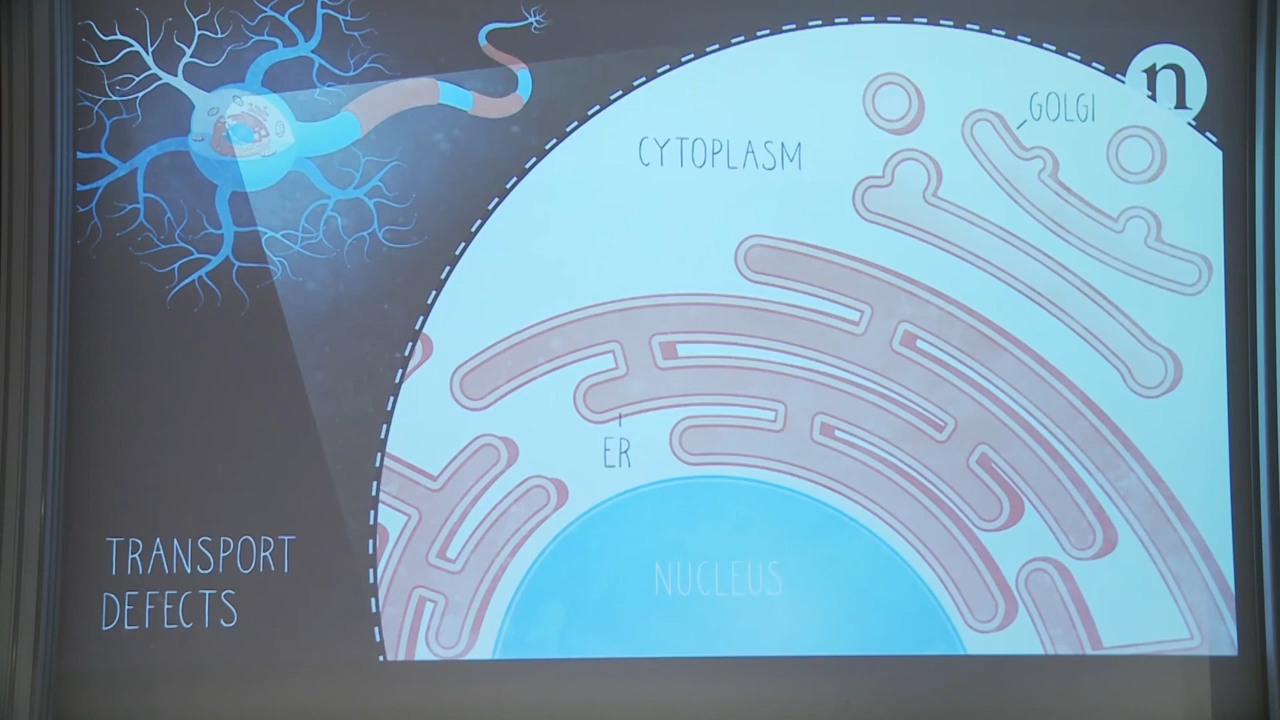 n
GOLGI
CYTOPLASM
ER
NUCLEUS
TRANSPORT
DEFECTS